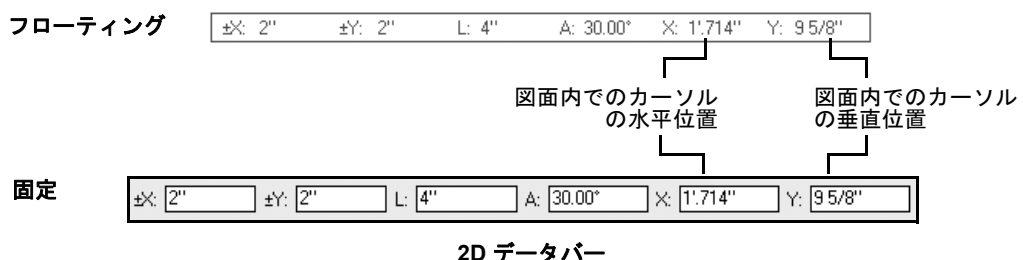 フローティング
±X: 2" ±Y: 2" L: 4" A: 30.00° X: 1'.714" Y: 9 5/8"
図面内でのカーソル
の水平位置
図面内でのカーソル
の垂直位置
固定
±X: 2" ±Y: 2" L: 4" A: 30.00° X: 1'.714" Y: 9 5/8"
2D データバー